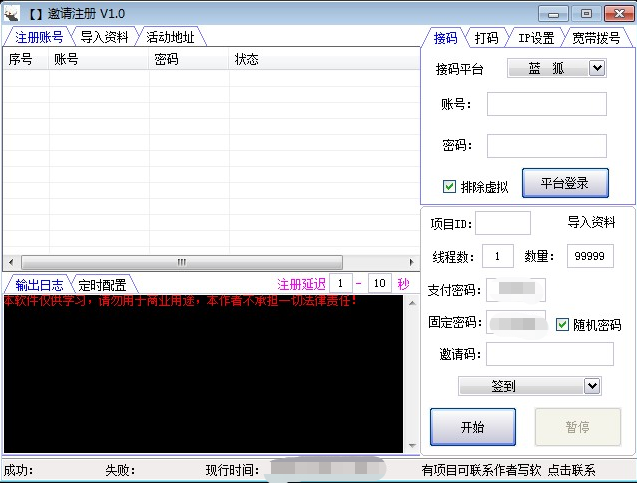 【】邀请注册 V1.0
注册账号 导入资料 活动地址
序号 账号 密码 状态
输出日志 定时配置 注册延迟 1 - 10 秒
本软件仅供学习，请勿用于商业用途，本作者不承担一切法律责任！
接码 打码 IP设置 宽带拨号
接码平台 蓝 狐
账号：
密码：
排除虚拟 平台登录
项目ID： 导入资料
线程数： 1 数量： 99999
支付密码：
固定密码： 随机密码
邀请码：
签到
开始 暂停
成功： 失败： 现行时间： 有项目可联系作者写软 点击联系